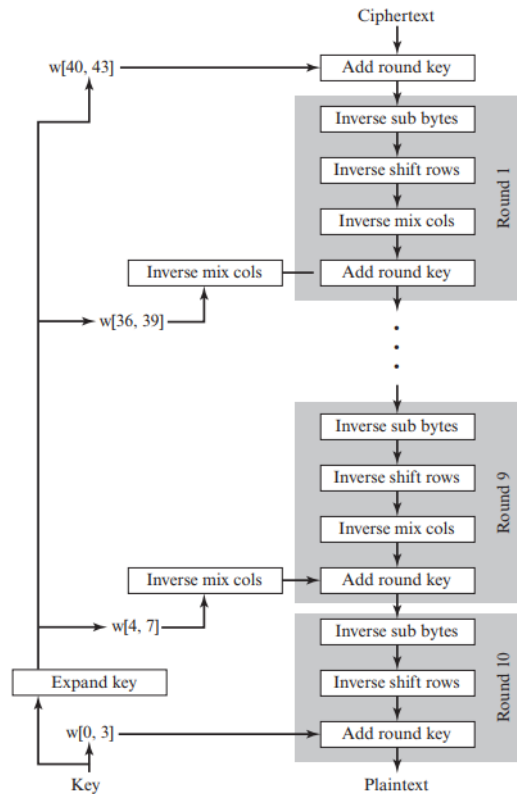 Ciphertext
w[40, 43]
Add round key
Inverse sub bytes
Inverse shift rows
Inverse mix cols
Inverse mix cols
Add round key
Round 1
w[36, 39]
Inverse sub bytes
Inverse shift rows
Inverse mix cols
Inverse mix cols
Add round key
Round 9
w[4, 7]
Inverse sub bytes
Expand key
Inverse shift rows
w[0, 3]
Add round key
Round 10
Key
Plaintext